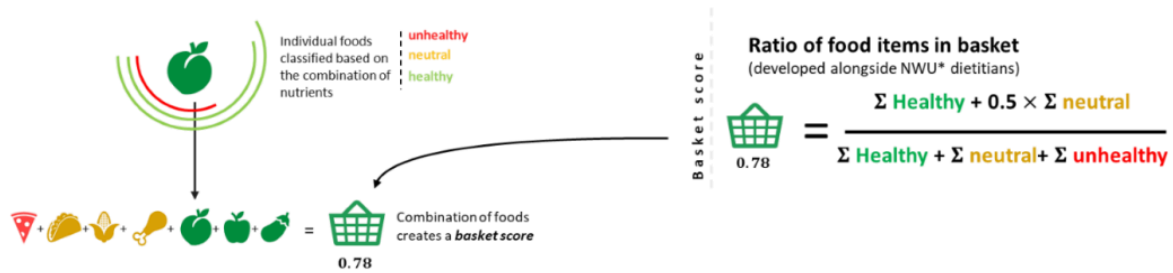 Individual foods
classified based on
the combination of
nutrients
unhealthy
neutral
healthy
+ + + + + + =
0.78
Combination of foods
creates a basket score
Basket score
Ratio of food items in basket
(developed alongside NWU* dietitians)
0.78
=
Σ Healthy + 0.5 × Σ neutral
Σ Healthy + Σ neutral+ Σ unhealthy